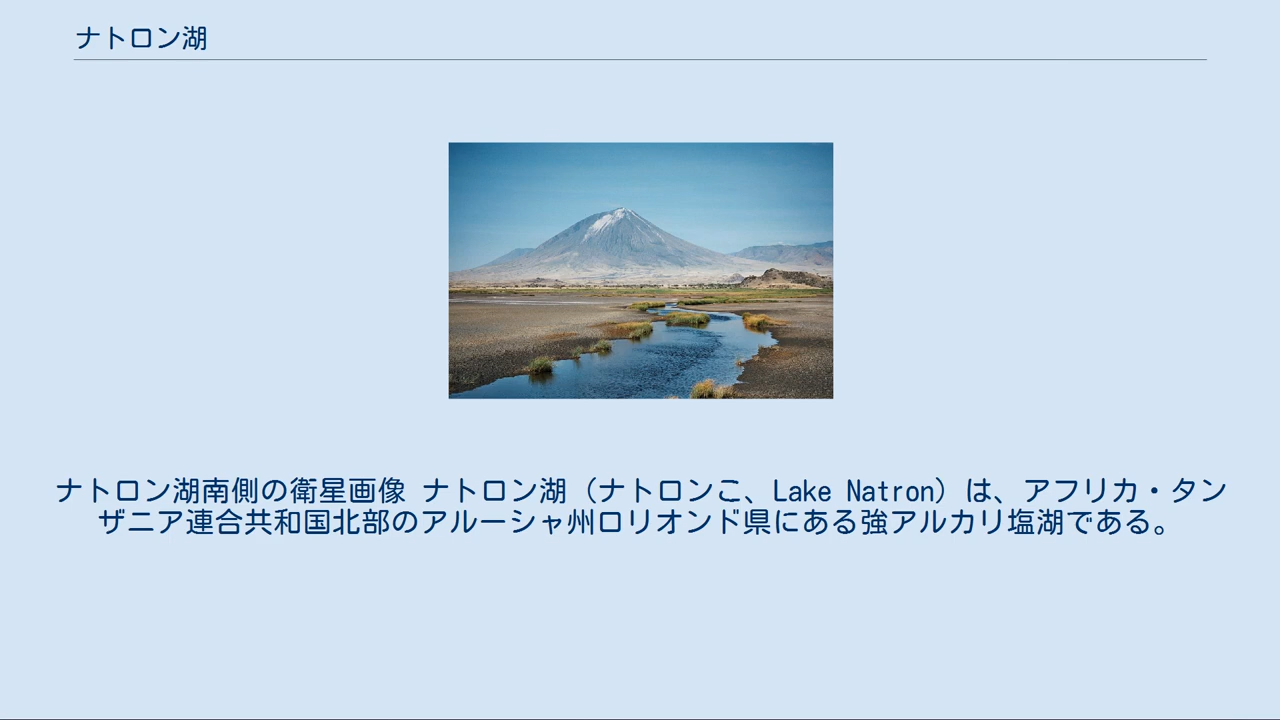 ナトロン湖
ナトロン湖南側の衛星画像 ナトロン湖（ナトロンこ、Lake Natron）は、アフリカ・タン
ザニア連合共和国北部のアルーシャ州ロリオンド県にある強アルカリ塩湖である。